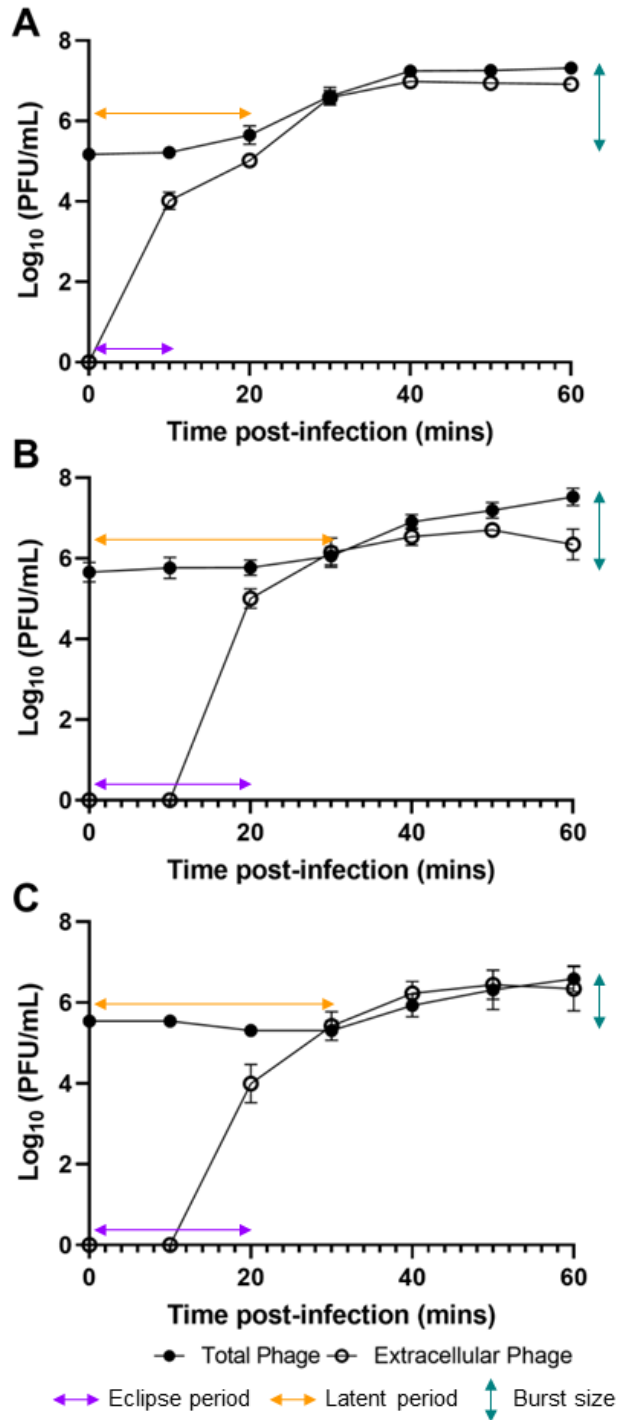 A
8
6
4
2
0
Log10 (PFU/mL)
0 20 40 60
Time post-infection (mins)
B
8
6
4
2
0
Log10 (PFU/mL)
0 20 40 60
Time post-infection (mins)
C
8
6
4
2
0
Log10 (PFU/mL)
0 20 40 60
Time post-infection (mins)
Total Phage Extracellular Phage
Eclipse period Latent period Burst size